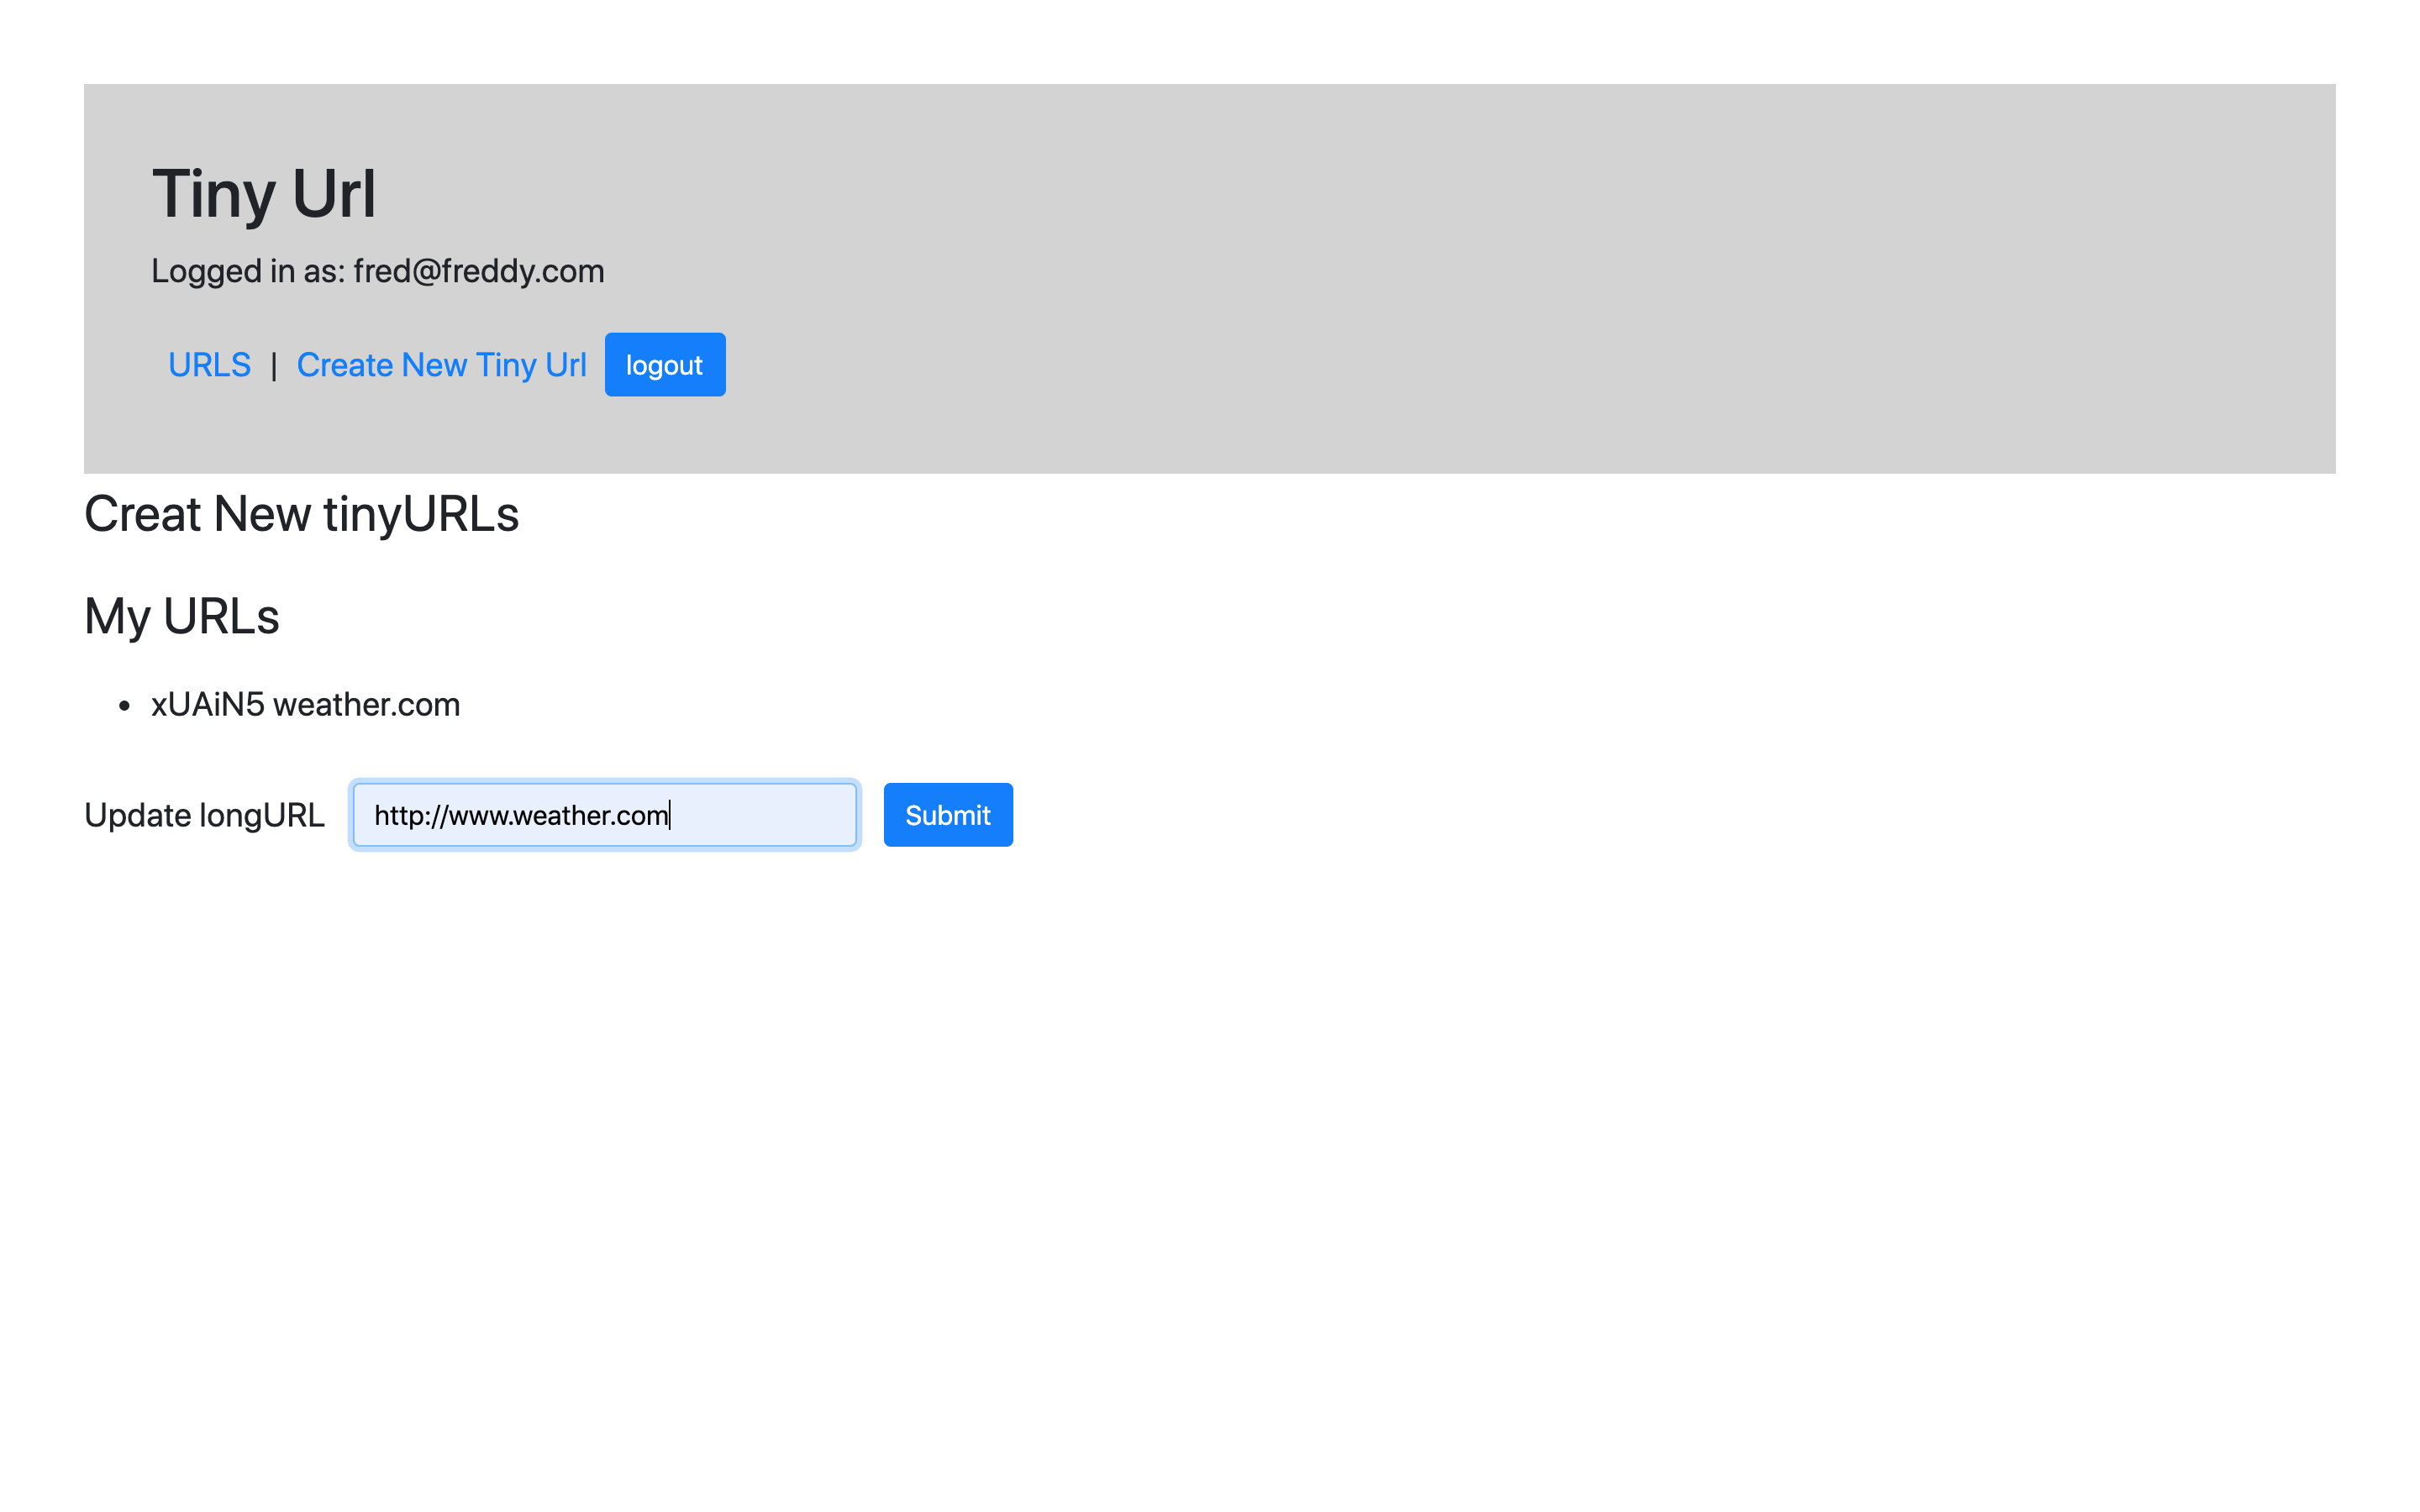 Tiny Url
Logged in as: fred@freddy.com
URLS | Create New Tiny Url logout
Creat New tinyURLs
My URLs
• xUAiN5 weather.com
Update longURL http://www.weather.com Submit